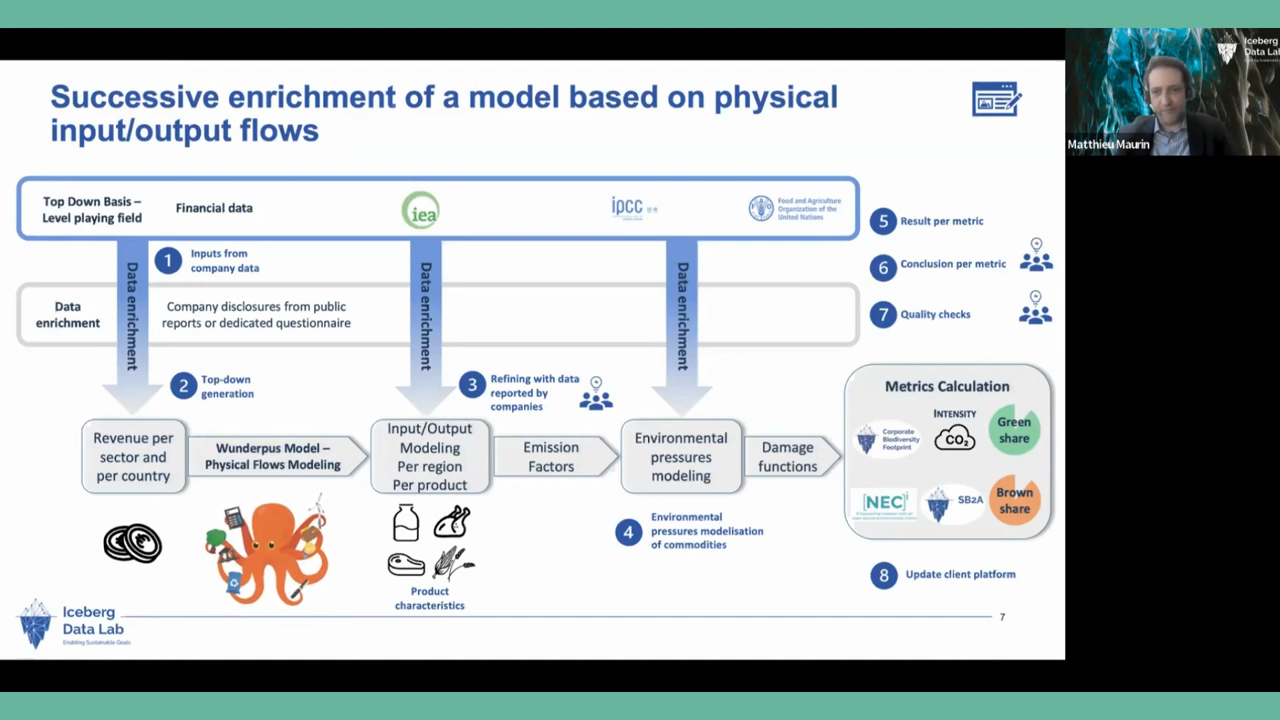 Successive enrichment of a model based on physical
input/output flows
Top Down Basis –
Level playing field
Financial data
iea
ipcc
FAO
Food and Agriculture
Organization of the
United Nations
1
Inputs from
company data
Data enrichment
Data enrichment
Data enrichment
Data
enrichment
Company disclosures from public
reports or dedicated questionnaire
2
Top-down
generation
3
Refining with data
reported by
companies
Revenue per
sector and
per country
Wunderpus Model –
Physical Flows Modeling
Input/Output
Modeling
Per region
Per product
Emission
Factors
Environmental
pressures
modeling
Damage
functions
Product
characteristics
4
Environmental
pressures modelisation
of commodities
5
Result per metric
6
Conclusion per metric
7
Quality checks
Metrics Calculation
Corporate
Biodiversity
Footprint
INTENSITY
CO2
Green
share
[NEC]
SB2A
Brown
share
8
Update client platform
Iceberg
Data Lab
Enabling Sustainable Goals
7
Iceberg
Data Lab
Matthieu Maurin